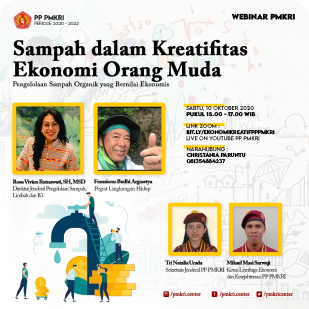 PP PMKRI
PERIODE 2020 - 2022
WEBINAR PMKRI
Sampah dalam Kreatifitas
Ekonomi Orang Muda
Pengelolaan Sampah Organik yang Bernilai Ekonomis
SABTU, 10 OKTOBER 2020
PUKUL 15.00 - 17.00 WIB
LINK ZOOM :
BIT.LY/EKONOMIKREATIFPPPMKRI
LIVE ON YOUTUBE PP PMKRI
NARAHUBUNG :
CHRISTAHIA PARUNTU
081354884237
Rosa Vivien Ratnawati, SH, MSD
Direktur Jenderal Pengelolaan Sampah,
Limbah dan B3.
Fransiscus Budhi
Pegiat Lingkungan Hidup
Tri Natalia Urada
Sekretaris Jenderal PP PMKRI
Mikael Masi
Ketua Lembaga Ekonomi
dan Kesejahteraan PP PMKRI
/pmkri.center
/pmkri.center
/pmkricenter